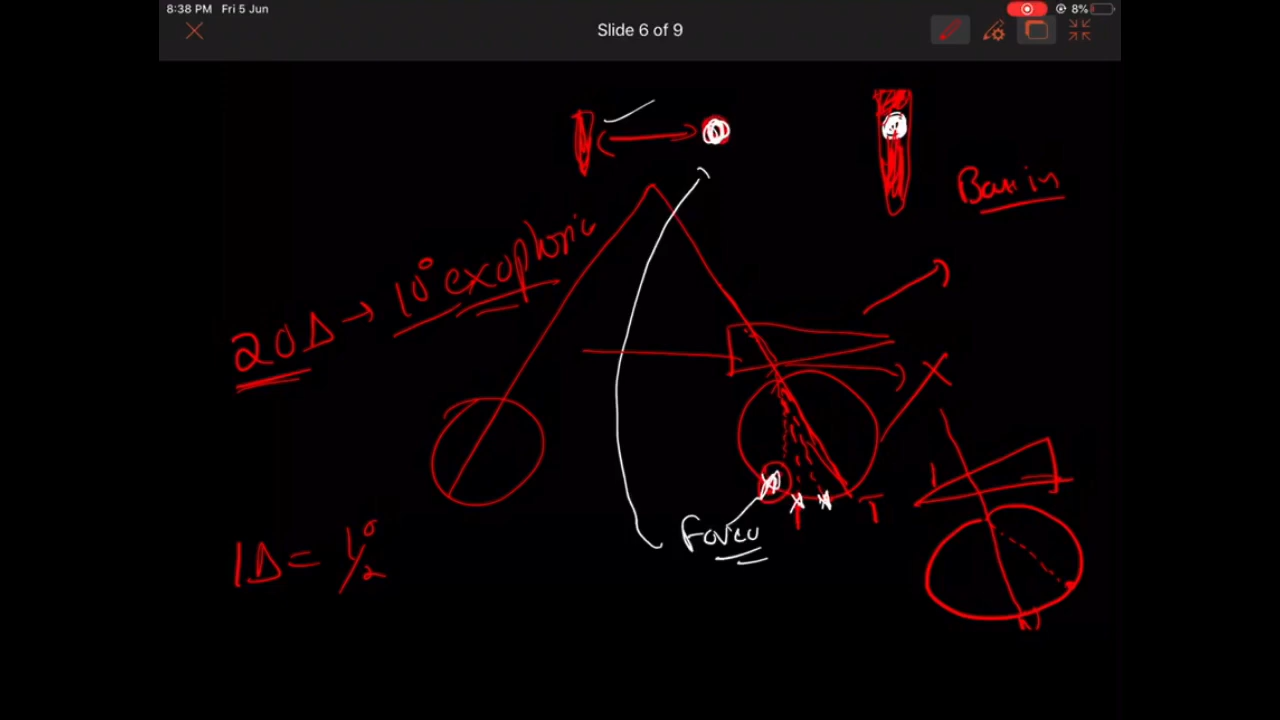 8:38 PM Fri 5 Jun
8%
Slide 6 of 9
Bar in
20Δ → 10° exophoric
X
T
Fovea
1Δ = 1°/2
N